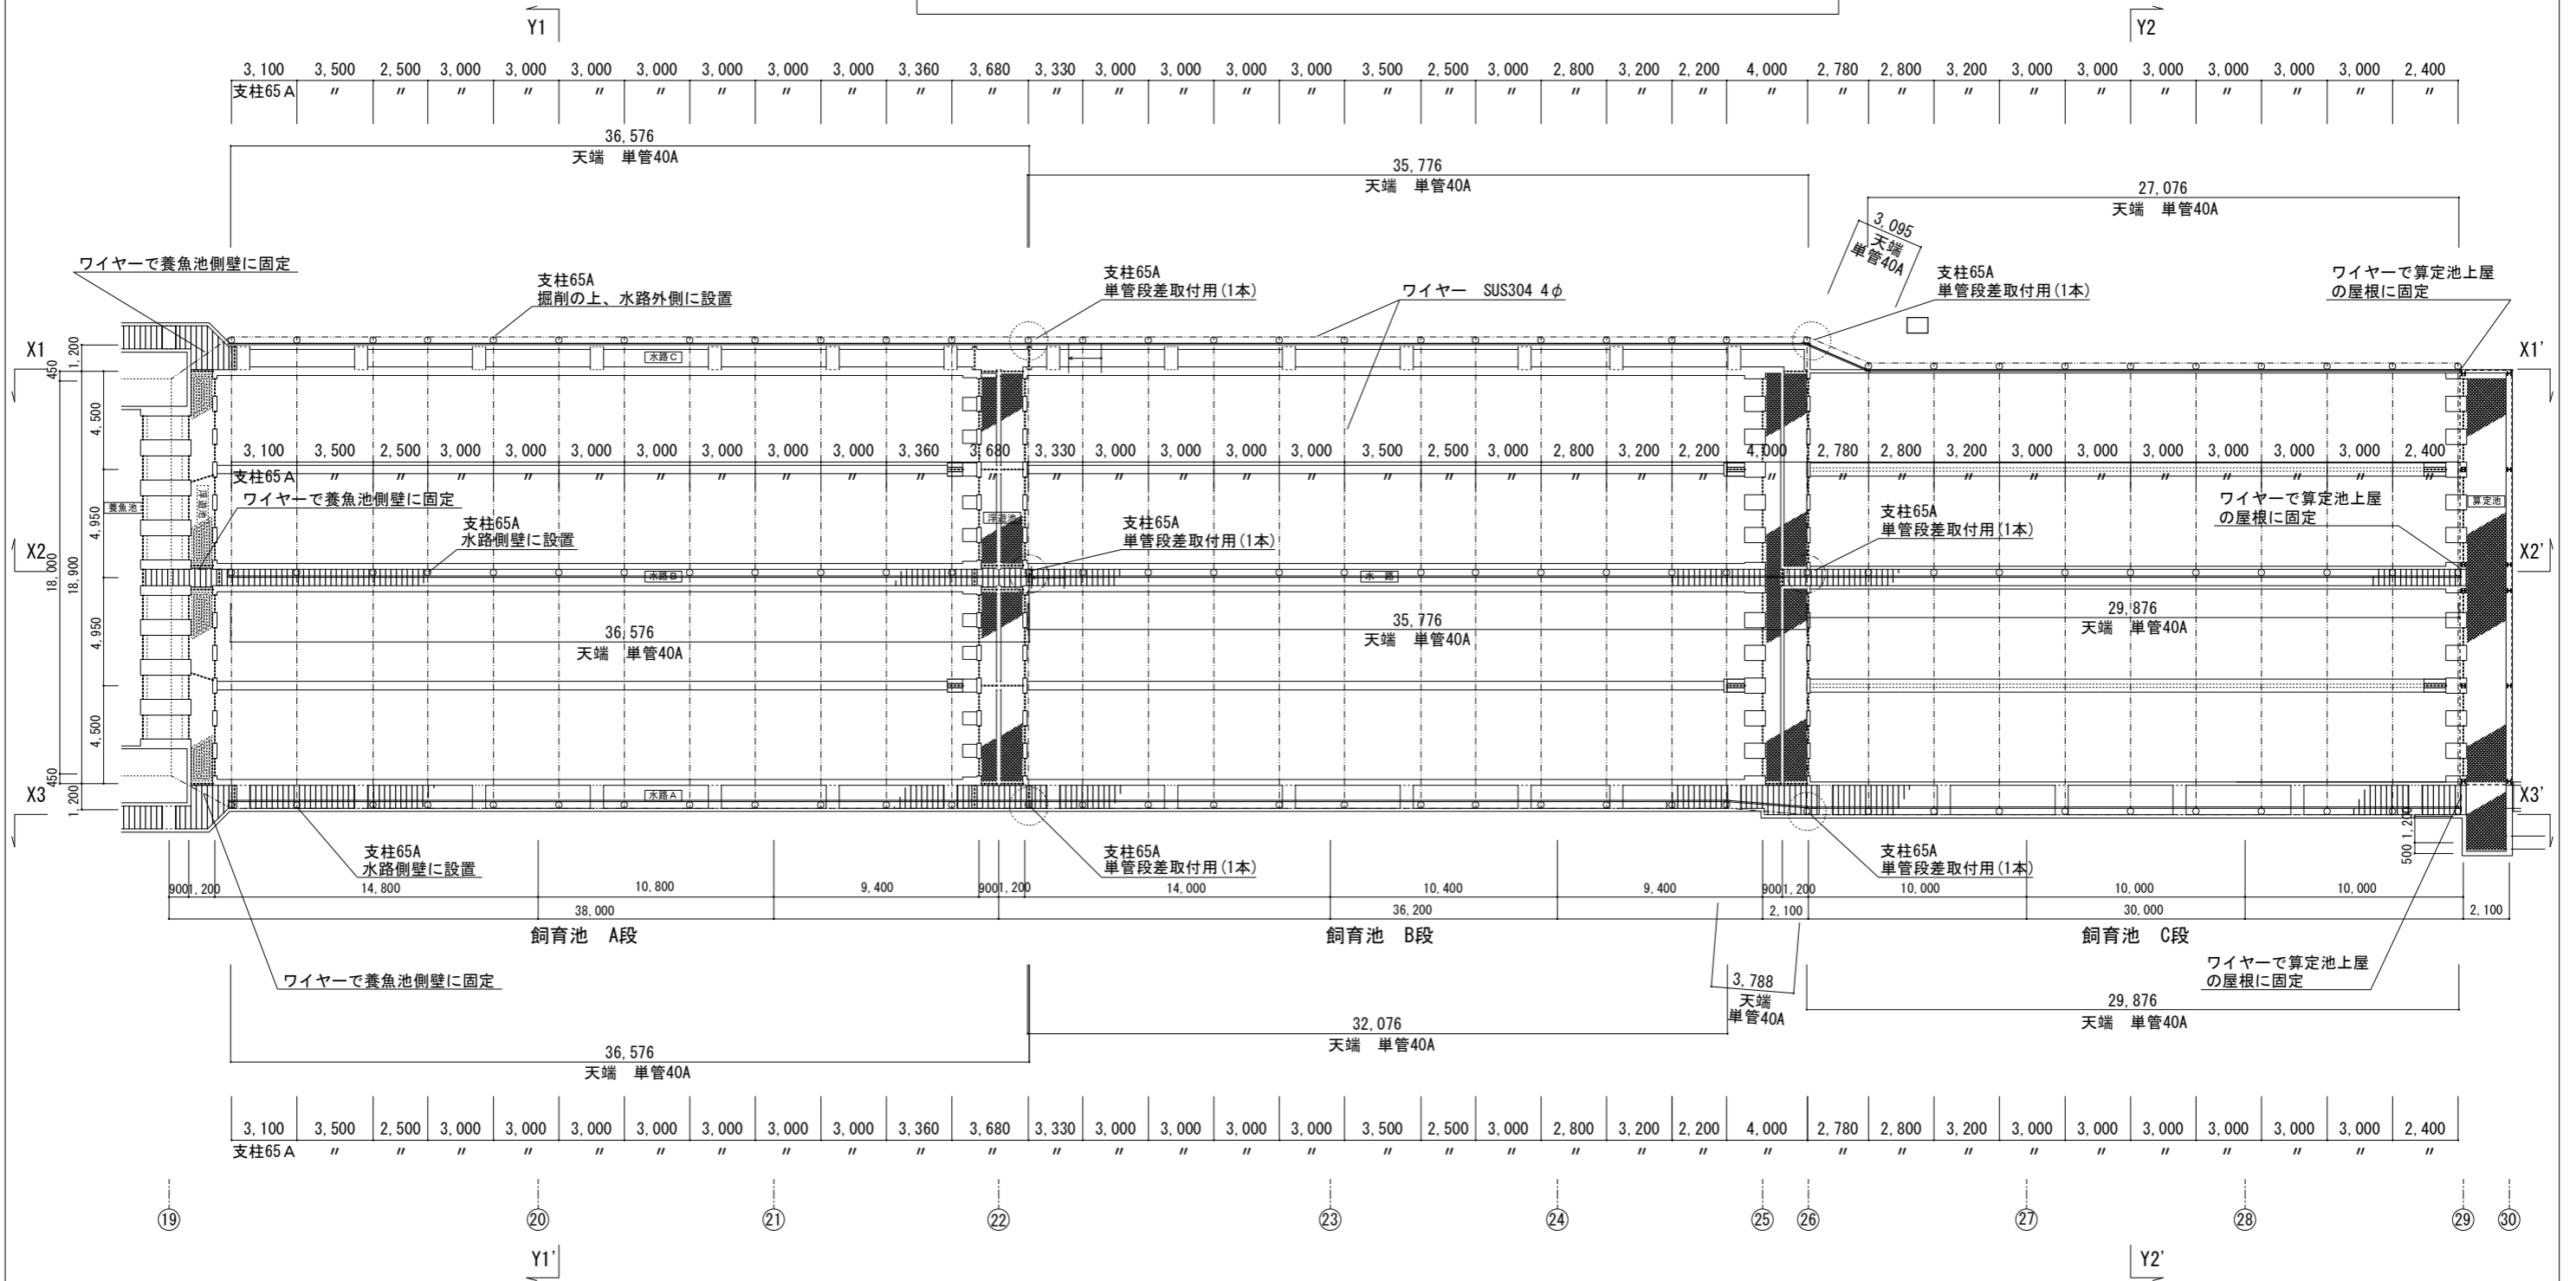 Y1
Y2
3,100 3,500 2,500 3,000 3,000 3,000 3,000 3,000 3,000 3,000 3,360 3,680 3,330 3,000 3,000 3,000 3,000 3,500 2,500 3,000 2,800 3,200 2,200 4,000 2,780 2,800 3,200 3,000 3,000 3,000 3,000 3,000 3,000 2,400
支柱65A 〃 〃 〃 〃 〃 〃 〃 〃 〃 〃 〃 〃 〃 〃 〃 〃 〃 〃 〃 〃 〃 〃 〃 〃 〃 〃 〃 〃 〃 〃 〃 〃 〃
36,576
天端 単管40A
35,776
天端 単管40A
27,076
天端 単管40A
3,095
天端
単管40A
ワイヤーで養魚池側壁に固定
支柱65A
掘削の上、水路外側に設置
支柱65A
単管段差取付用(1本)
ワイヤー SUS304 4φ
支柱65A
単管段差取付用(1本)
ワイヤーで算定池上屋
の屋根に固定
X1
X1'
水路C
450
1,200
4,500
3,100 3,500 2,500 3,000 3,000 3,000 3,000 3,000 3,000 3,000 3,360 3,680 3,330 3,000 3,000 3,000 3,000 3,500 2,500 3,000 2,800 3,200 2,200 4,000 2,780 2,800 3,200 3,000 3,000 3,000 3,000 3,000 3,000 2,400
支柱65A 〃 〃 〃 〃 〃 〃 〃 〃 〃 〃 〃 〃 〃 〃 〃 〃 〃 〃 〃 〃 〃 〃 〃 〃 〃 〃 〃 〃 〃 〃 〃 〃 〃
養魚池
ワイヤーで養魚池側壁に固定
浮遊池
算定池
4,950
支柱65A
水路側壁に設置
支柱65A
単管段差取付用(1本)
支柱65A
単管段差取付用(1本)
ワイヤーで算定池上屋
の屋根に固定
X2
X2'
水路B
水 路
18,000
18,900
4,950
36,576
天端 単管40A
35,776
天端 単管40A
29,876
天端 単管40A
4,500
450
1,200
X3
X3'
水路A
支柱65A
水路側壁に設置
支柱65A
単管段差取付用(1本)
支柱65A
単管段差取付用(1本)
1,200
500
900 1,200 14,800 10,800 9,400 900 1,200 14,000 10,400 9,400 900 1,200 10,000 10,000 10,000
38,000 36,200 2,100 30,000 2,100
飼育池 A段
飼育池 B段
飼育池 C段
ワイヤーで養魚池側壁に固定
ワイヤーで算定池上屋
の屋根に固定
3,788
天端
単管40A
29,876
天端 単管40A
32,076
天端 単管40A
36,576
天端 単管40A
3,100 3,500 2,500 3,000 3,000 3,000 3,000 3,000 3,000 3,000 3,360 3,680 3,330 3,000 3,000 3,000 3,000 3,500 2,500 3,000 2,800 3,200 2,200 4,000 2,780 2,800 3,200 3,000 3,000 3,000 3,000 3,000 3,000 2,400
支柱65A 〃 〃 〃 〃 〃 〃 〃 〃 〃 〃 〃 〃 〃 〃 〃 〃 〃 〃 〃 〃 〃 〃 〃 〃 〃 〃 〃 〃 〃 〃 〃 〃 〃
⑲ ⑳ ㉑ ㉒ ㉓ ㉔ ㉕ ㉖ ㉗ ㉘ ㉙ ㉚
Y1'
Y2'